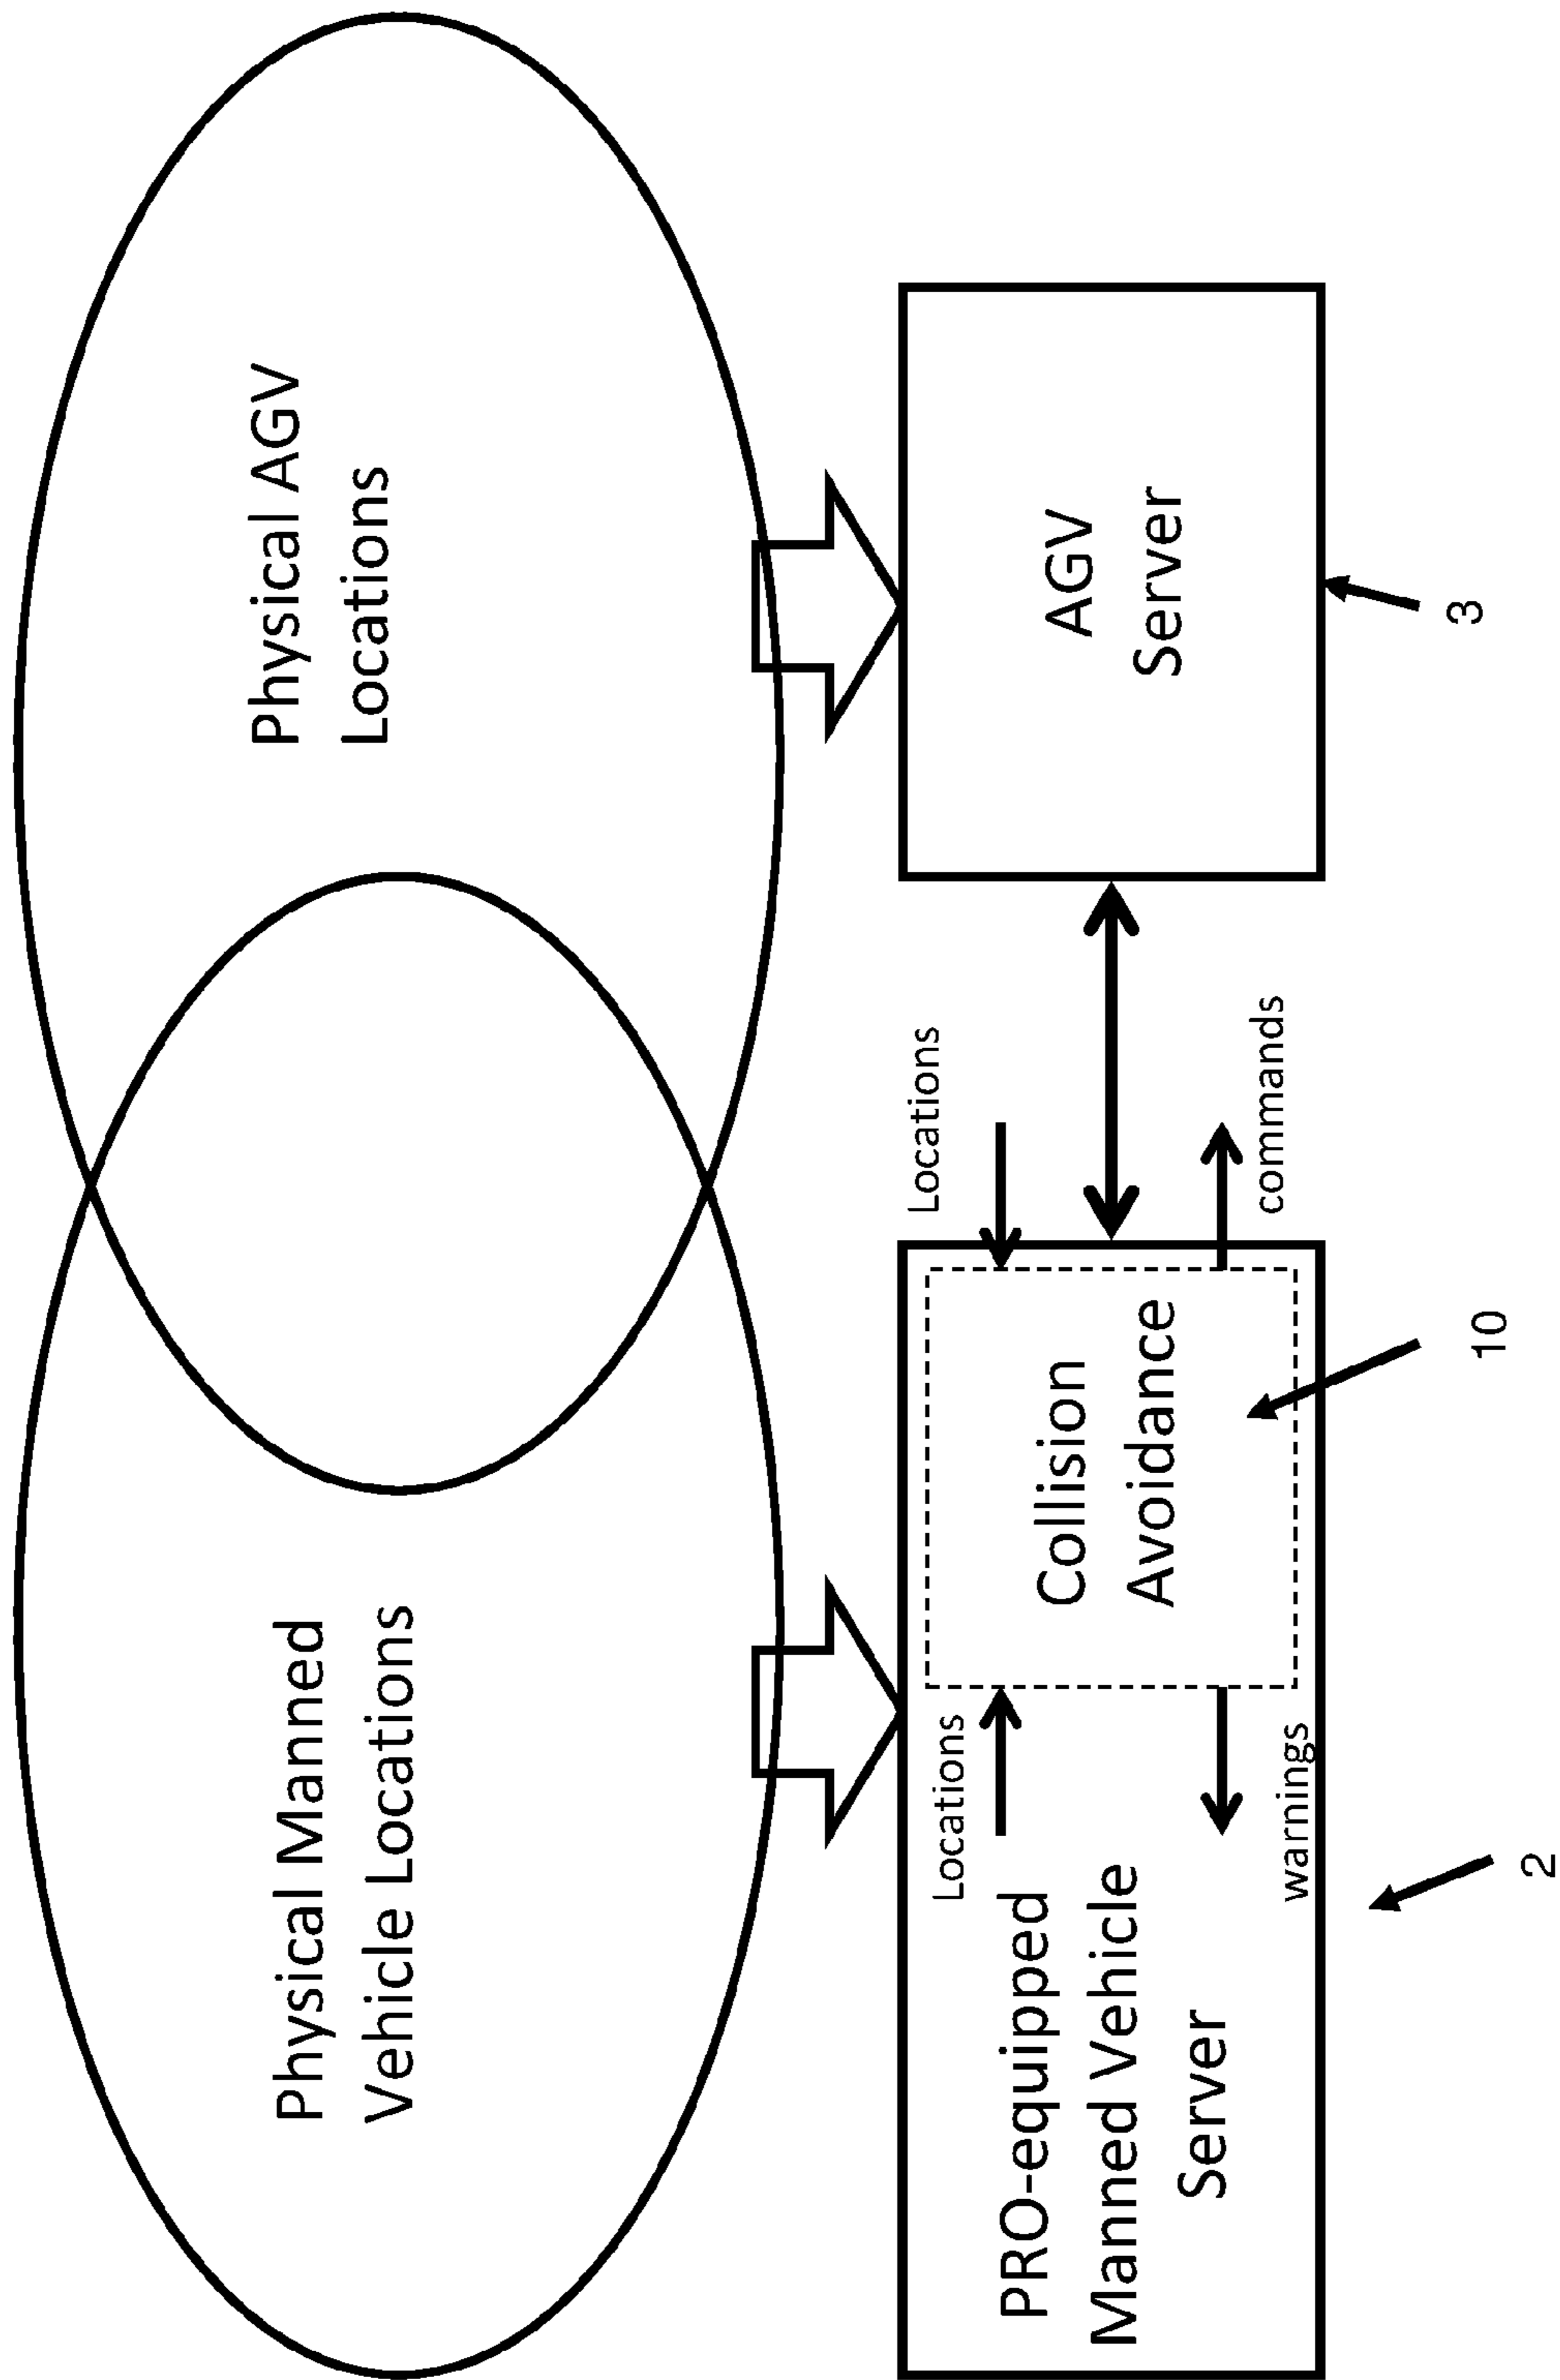 Physical Manned
Vehicle Locations
Physical AGV
Locations
PRO-equipped
Manned Vehicle
Server
Locations
warnings
Collision
Avoidance
Locations
commands
AGV
Server
2
10
3